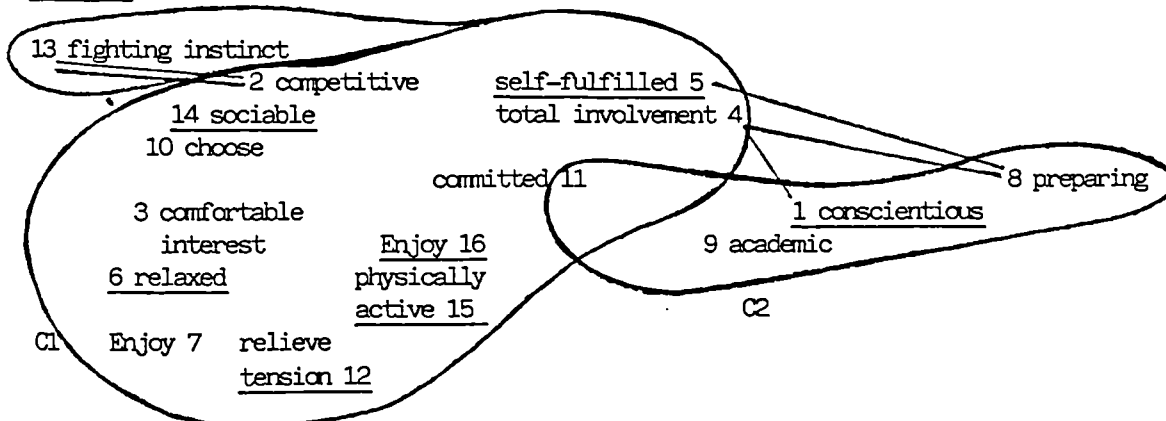 13 fighting instinct
2 competitive
self-fulfilled 5
14 sociable
total involvement 4
10 choose
committed 11
8 preparing
3 comfortable
1 conscientious
interest
Enjoy 16
9 academic
6 relaxed
physically
active 15
C2
C1
Enjoy 7
relieve
tension 12